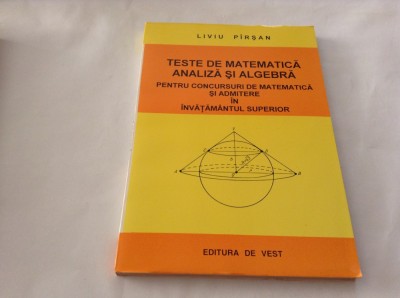 LIVIU PÎRŞAN
TESTE DE MATEMATICĂ
ANALIZĂ ŞI ALGEBRĂ
PENTRU CONCURSURI DE MATEMATICĂ
ŞI ADMITERE
ÎN
ÎNVĂŢĂMÂNTUL SUPERIOR
EDITURA DE VEST